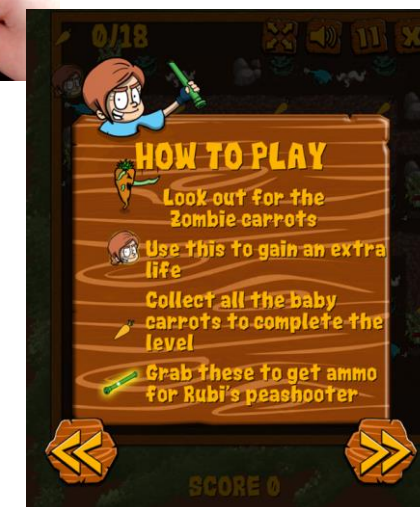 0/18
HOW TO PLAY
Look out for the
Zombie carrots
Use this to gain an extra
life
Collect all the baby
carrots to complete the
level
Grab these to get ammo
for Rubi's peashooter
SCORE 0